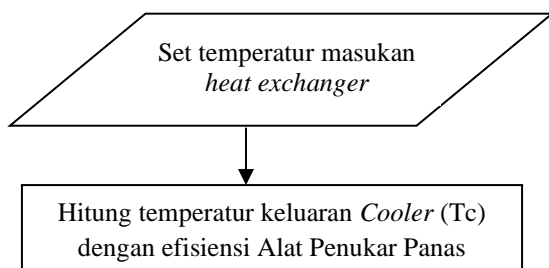 Set temperatur masukan
heat exchanger
Hitung temperatur keluaran Cooler (Tc)
dengan efisiensi Alat Penukar Panas